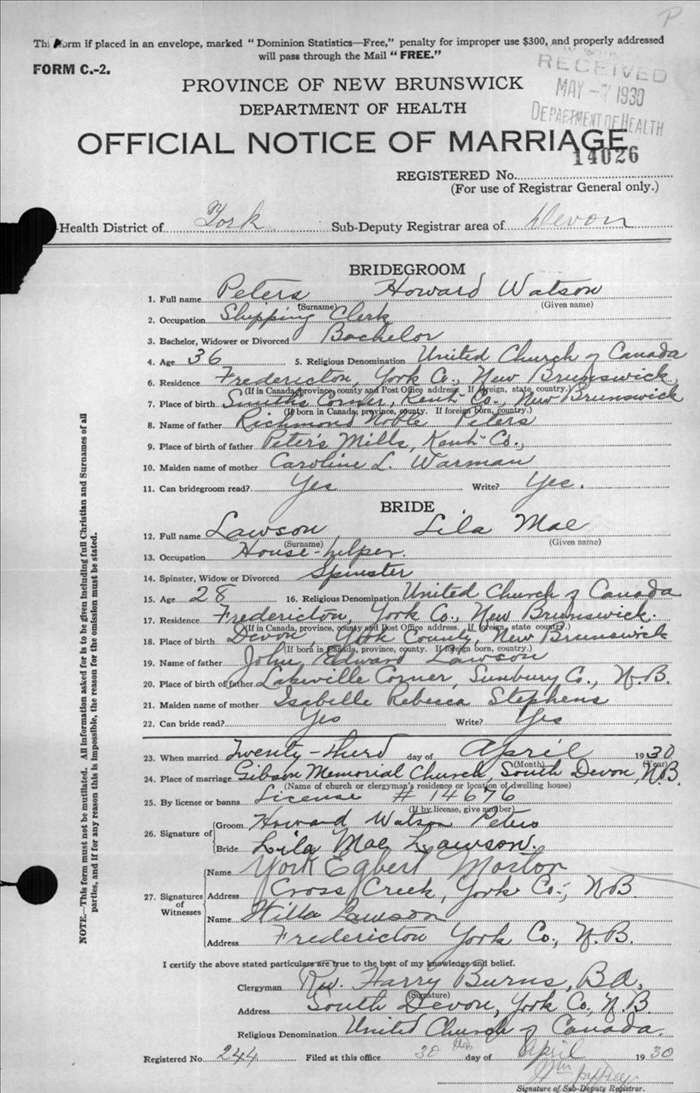 P
This form if placed in an envelope, marked "Dominion Statistics—Free," penalty for improper use $300, and properly addressed
will pass through the Mail "FREE."
FORM C.-2.
RECEIVED
MAY - 7 1930
DEPARTMENT OF HEALTH
PROVINCE OF NEW BRUNSWICK
DEPARTMENT OF HEALTH
OFFICIAL NOTICE OF MARRIAGE
14026
REGISTERED No.
(For use of Registrar General only.)
Health District of York Sub-Deputy Registrar area of Devon
BRIDEGROOM
1. Full name Peters Howard Watson
(Surname) (Given name)
2. Occupation Shipping Clerk
3. Bachelor, Widower or Divorced Bachelor
4. Age 36 5. Religious Denomination United Church of Canada
6. Residence Fredericton, York Co., New Brunswick
(If in Canada, province, county and Post Office address. If foreign, state, country.)
7. Place of birth Smiths Corner, Kent Co., New Brunswick
(If born in Canada, province, county. If foreign born, country.)
8. Name of father Richmond Noble Peters
9. Place of birth of father Peter's Mills, Kent Co.,
10. Maiden name of mother Caroline L. Warman
11. Can bridegroom read? Yes Write? Yes.
BRIDE
12. Full name Lawson Lila Mae
(Surname) (Given name)
13. Occupation House-helper.
14. Spinster, Widow or Divorced Spinster
15. Age 28 16. Religious Denomination United Church of Canada
17. Residence Fredericton, York Co., New Brunswick.
(If in Canada, province, county and Post Office address. If foreign, state, country.)
18. Place of birth Devon, York County, New Brunswick
(If born in Canada, province, county. If foreign born, country.)
19. Name of father John Edward Lawson
20. Place of birth of father Lakeville Corner, Sunbury Co., N.B.
21. Maiden name of mother Isabelle Rebecca Stephens
22. Can bride read? Yes Write? Yes
23. When married Twenty-third day of April 1930
(Month) (Year)
24. Place of marriage Gibson Memorial Church, South Devon, N.B.
(Name of church or clergyman's residence or location of dwelling house)
25. By license or banns License # 14676
(If by license, give number)
26. Signature of Groom Howard Watson Peters
Bride Lila Mae Lawson.
27. Signatures of Witnesses
Name York Egbert Morton
Address Cross Creek, York Co., N.B.
Name Willa Lawson
Address Fredericton York Co., N.B.
I certify the above stated particulars are true to the best of my knowledge and belief.
Clergyman Rev. Harry Burns, B.A.
(Signature)
Address South Devon, York Co., N.B.
Religious Denomination United Church of Canada.
Registered No. 244 Filed at this office 30th day of April 1930
Signature of Sub-Deputy Registrar.
NOTE.—This form must not be mutilated. All information asked for is to be given including full Christian and Surnames of all
parties, and if for any reason this is impossible, the reason for the omission must be stated.